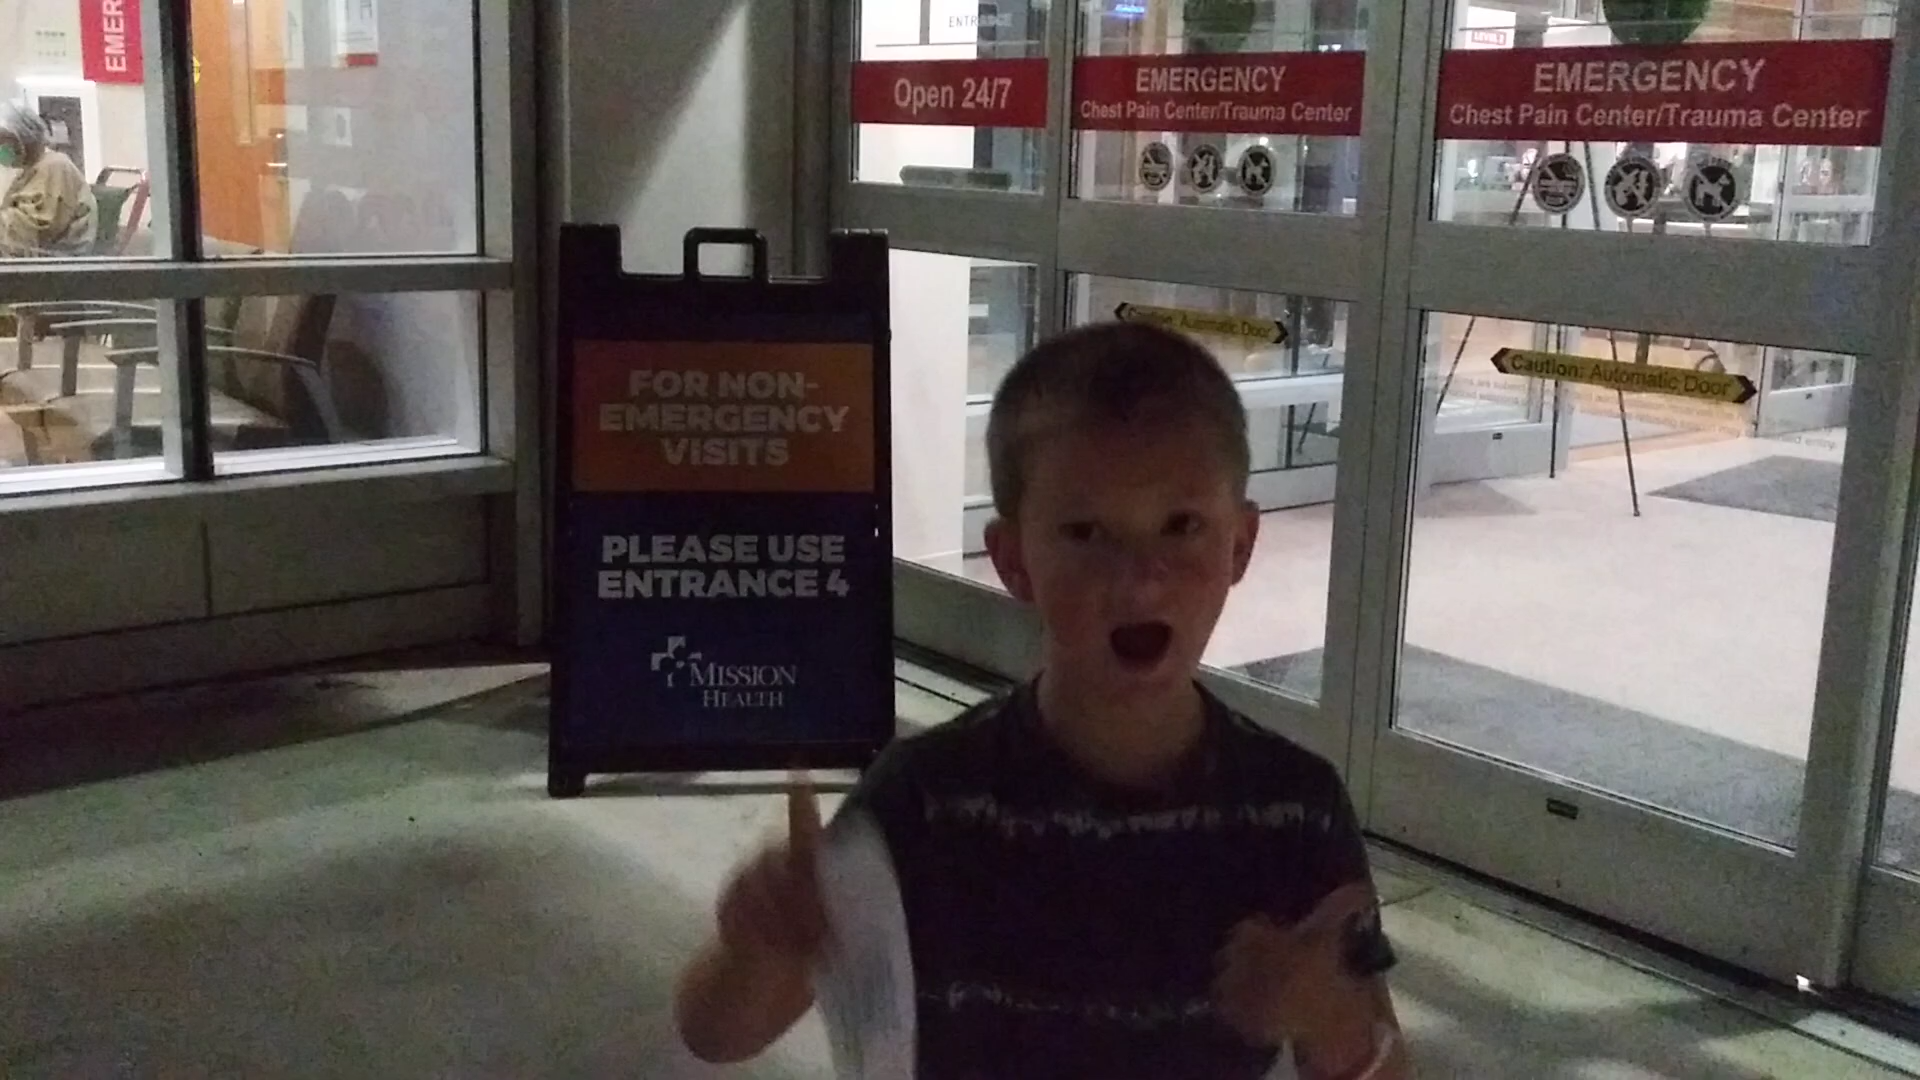 EMER
ENTRANCE
Open 24/7
EMERGENCY
Chest Pain Center/Trauma Center
EMERGENCY
Chest Pain Center/Trauma Center
Caution: Automatic Door
Caution: Automatic Door
FOR NON-
EMERGENCY
VISITS
PLEASE USE
ENTRANCE 4
MISSION
HEALTH